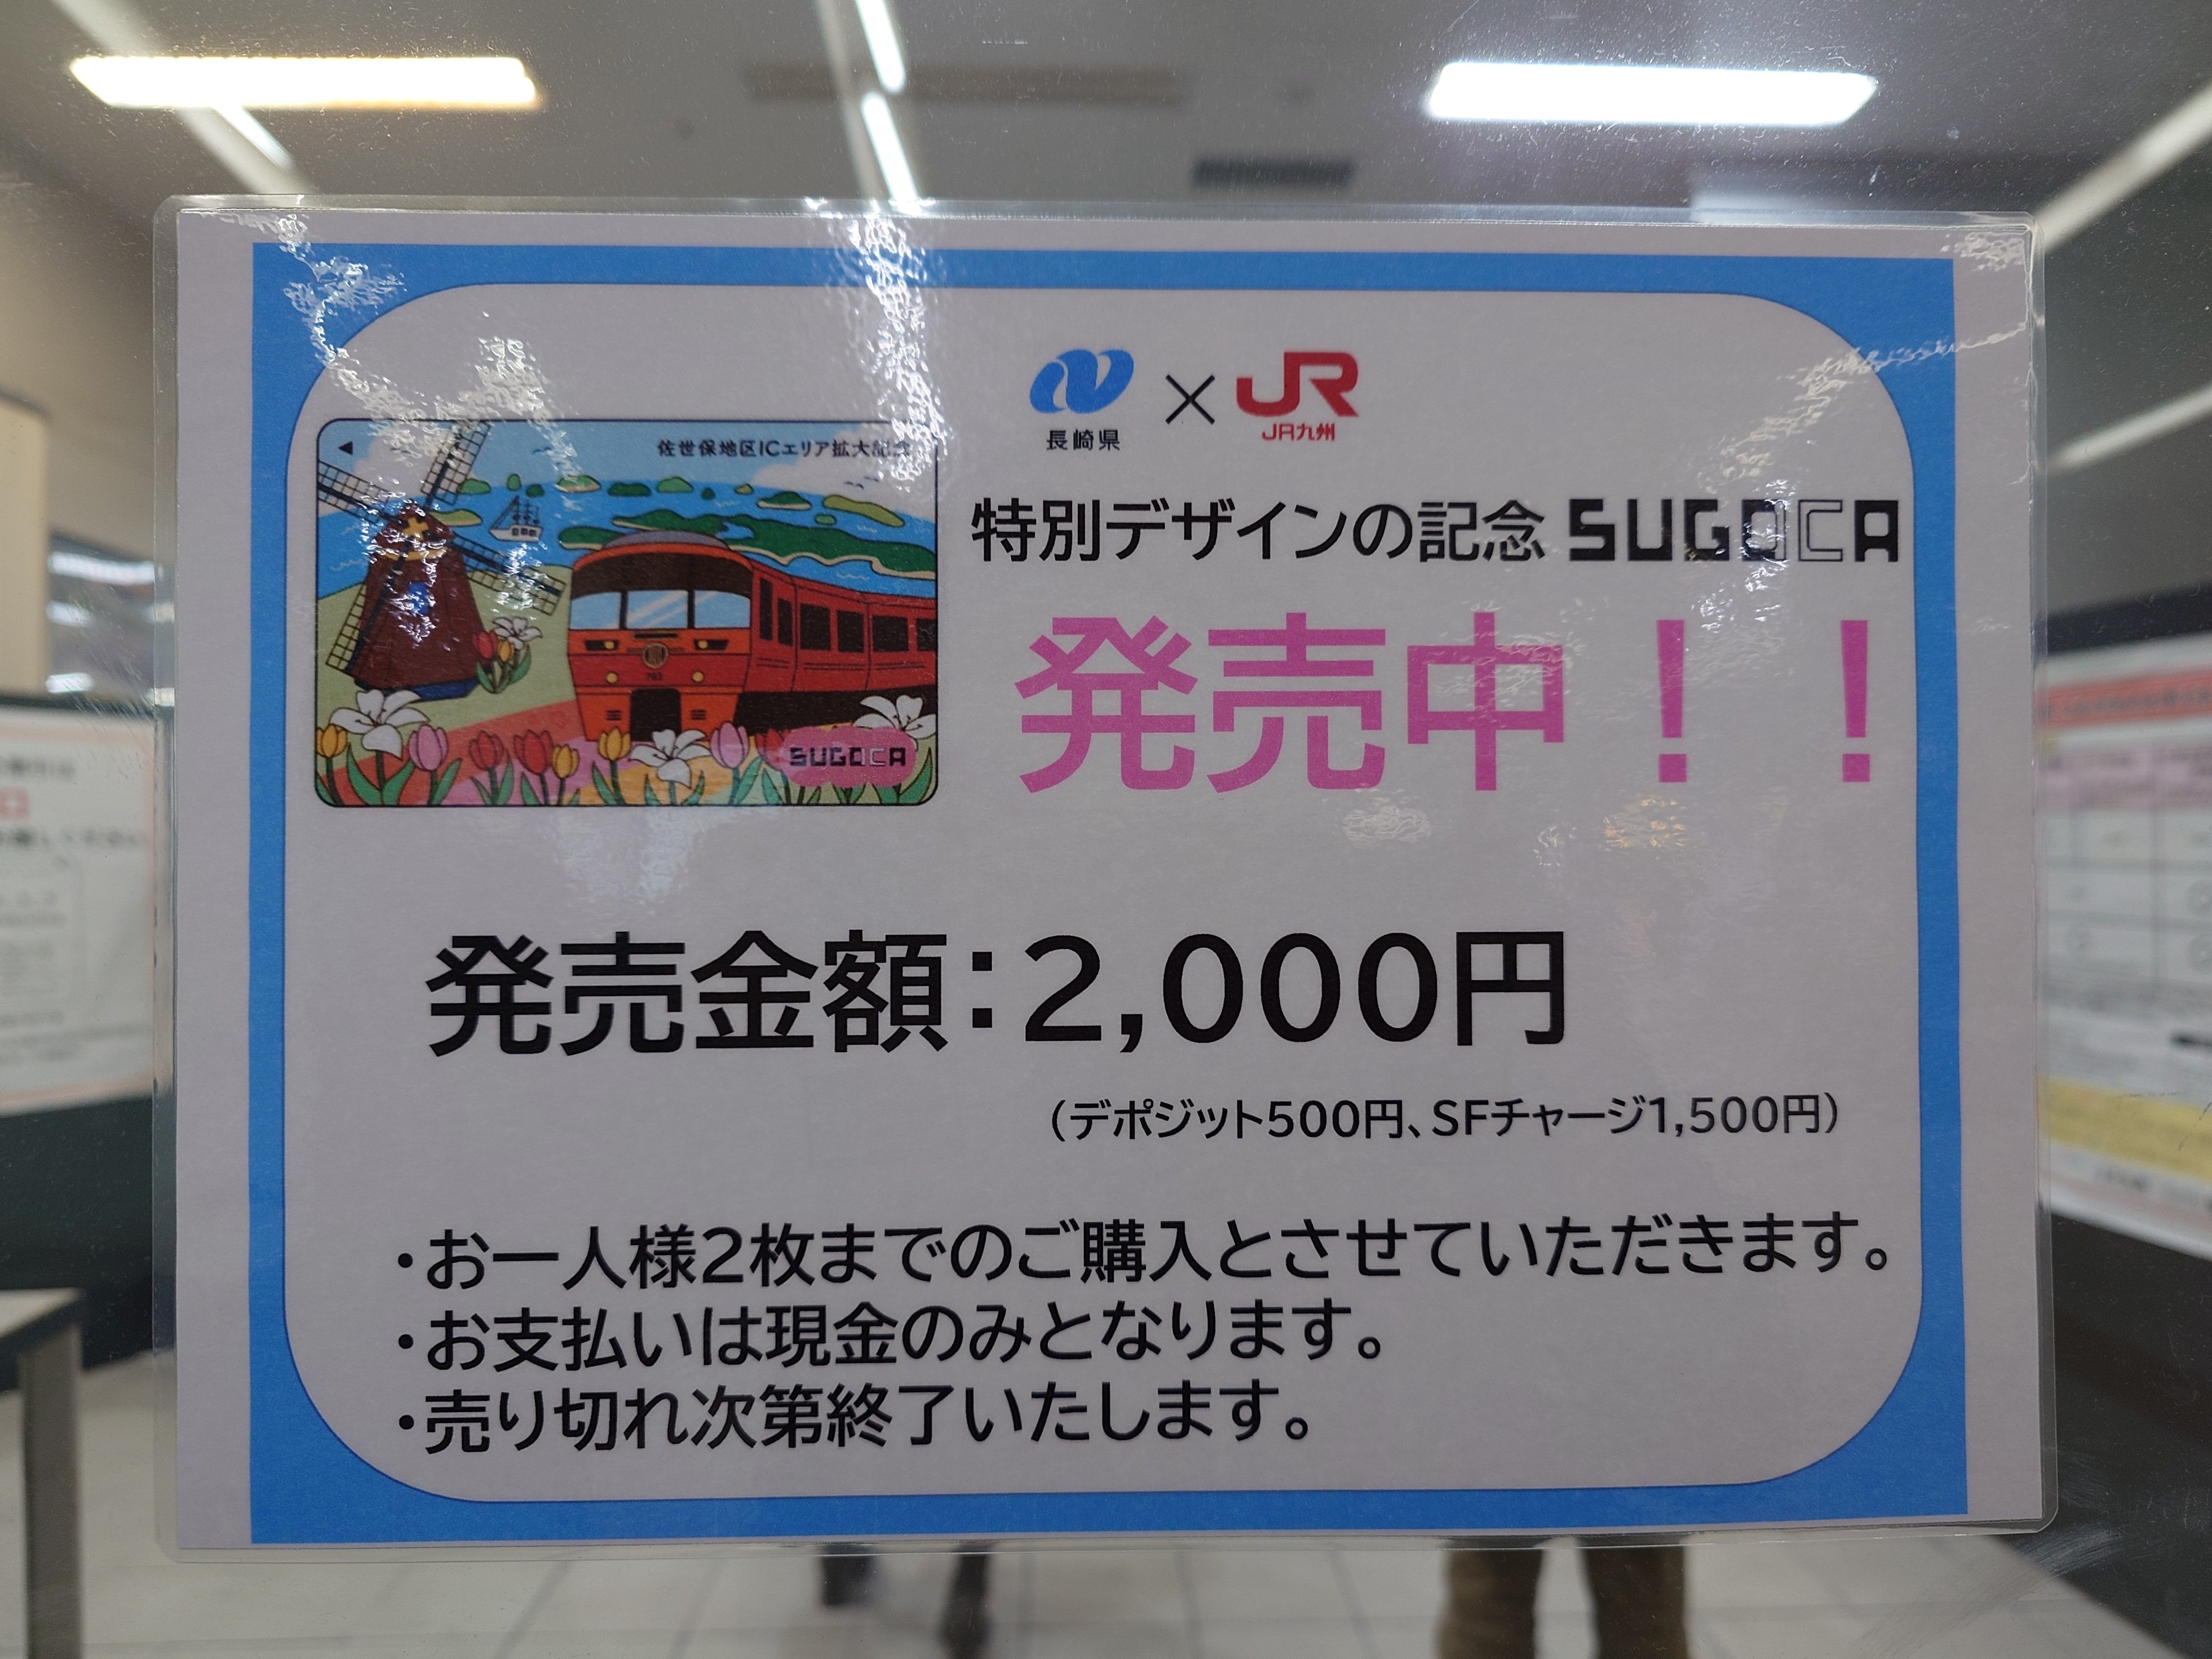 長崎県
×
JR
JR九州
佐世保地区ICエリア拡大記念
783
SUGOCA
特別デザインの記念 SUGOCA
発売中！！
発売金額：2,000円
（デポジット500円、SFチャージ1,500円）
・お一人様2枚までのご購入とさせていただきます。
・お支払いは現金のみとなります。
・売り切れ次第終了いたします。